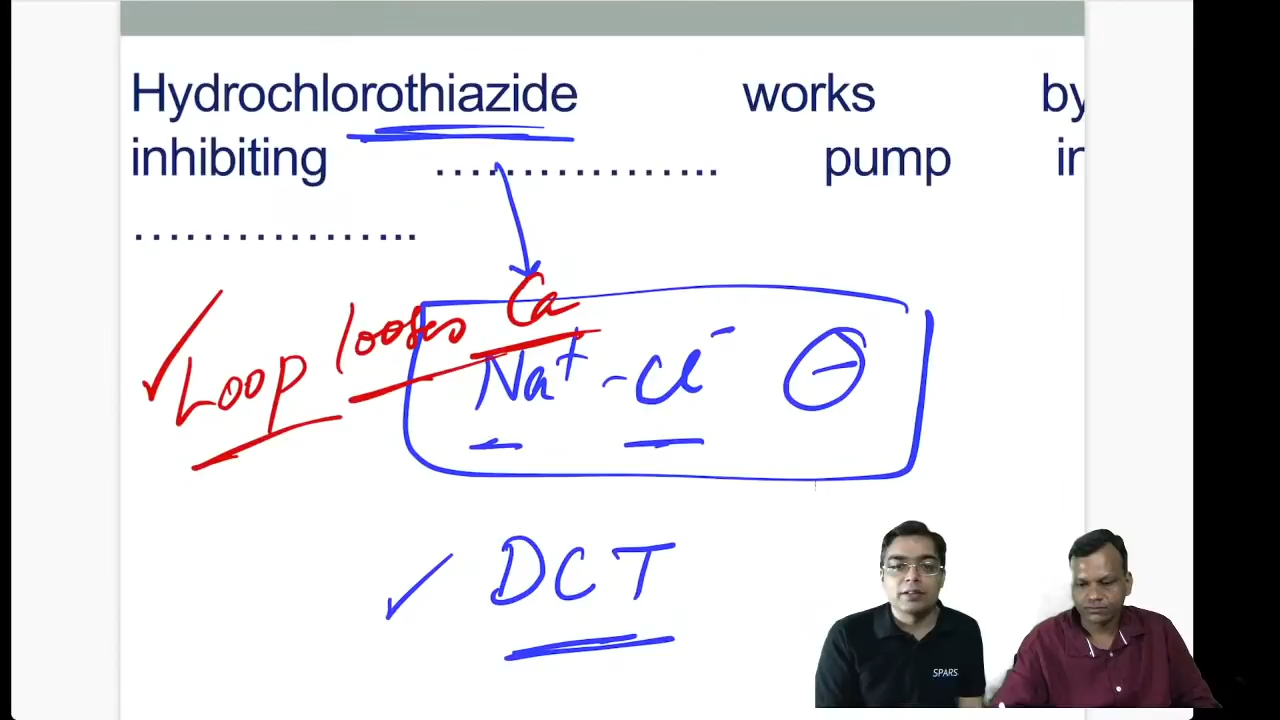 Hydrochlorothiazide works by
inhibiting …………….. pump in
……………..
Loop looses Ca
Na⁺ - Cl⁻ ⊖
DCT
SPARS